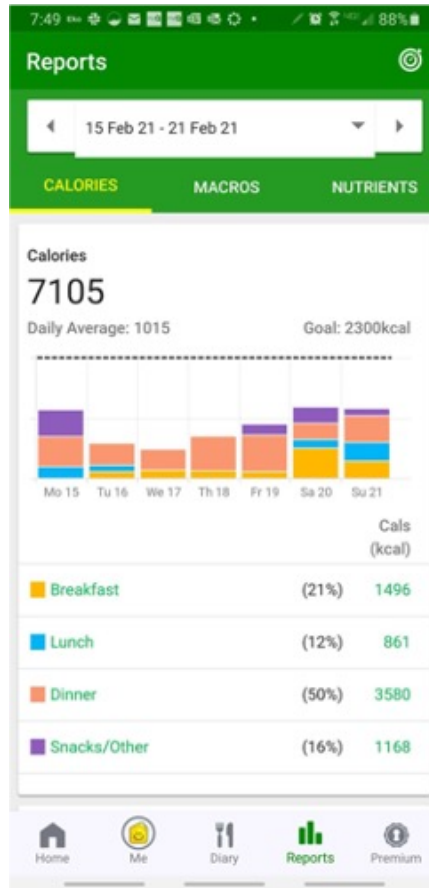 7:49
88%
Reports
15 Feb 21 - 21 Feb 21
CALORIES MACROS NUTRIENTS
Calories
7105
Daily Average: 1015 Goal: 2300kcal
Mo 15 Tu 16 We 17 Th 18 Fr 19 Sa 20 Su 21
Cals
(kcal)
Breakfast (21%) 1496
Lunch (12%) 861
Dinner (50%) 3580
Snacks/Other (16%) 1168
Home Me Diary Reports Premium